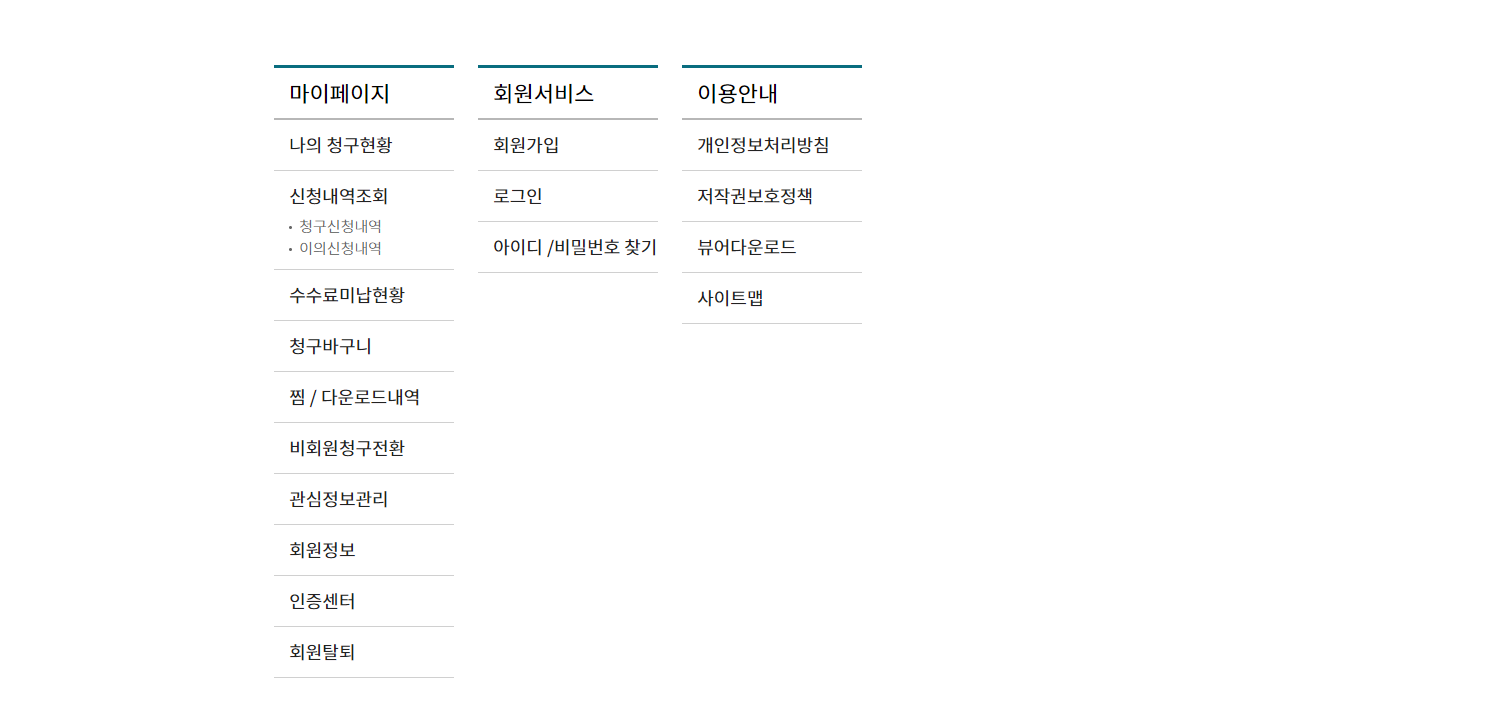 마이페이지
나의 청구현황
신청내역조회
• 청구신청내역
• 이의신청내역
수수료미납현황
청구바구니
찜 / 다운로드내역
비회원청구전환
관심정보관리
회원정보
인증센터
회원탈퇴
회원서비스
회원가입
로그인
아이디 /비밀번호 찾기
이용안내
개인정보처리방침
저작권보호정책
뷰어다운로드
사이트맵